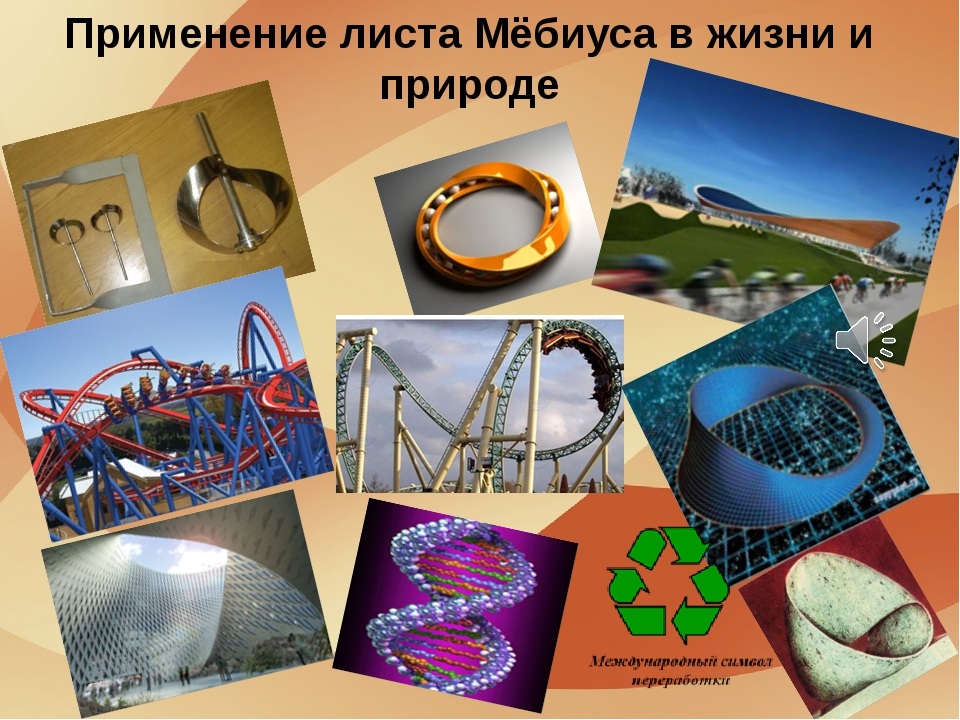 Применение листа Мёбиуса в жизни и
природе
Международный символ
переработки